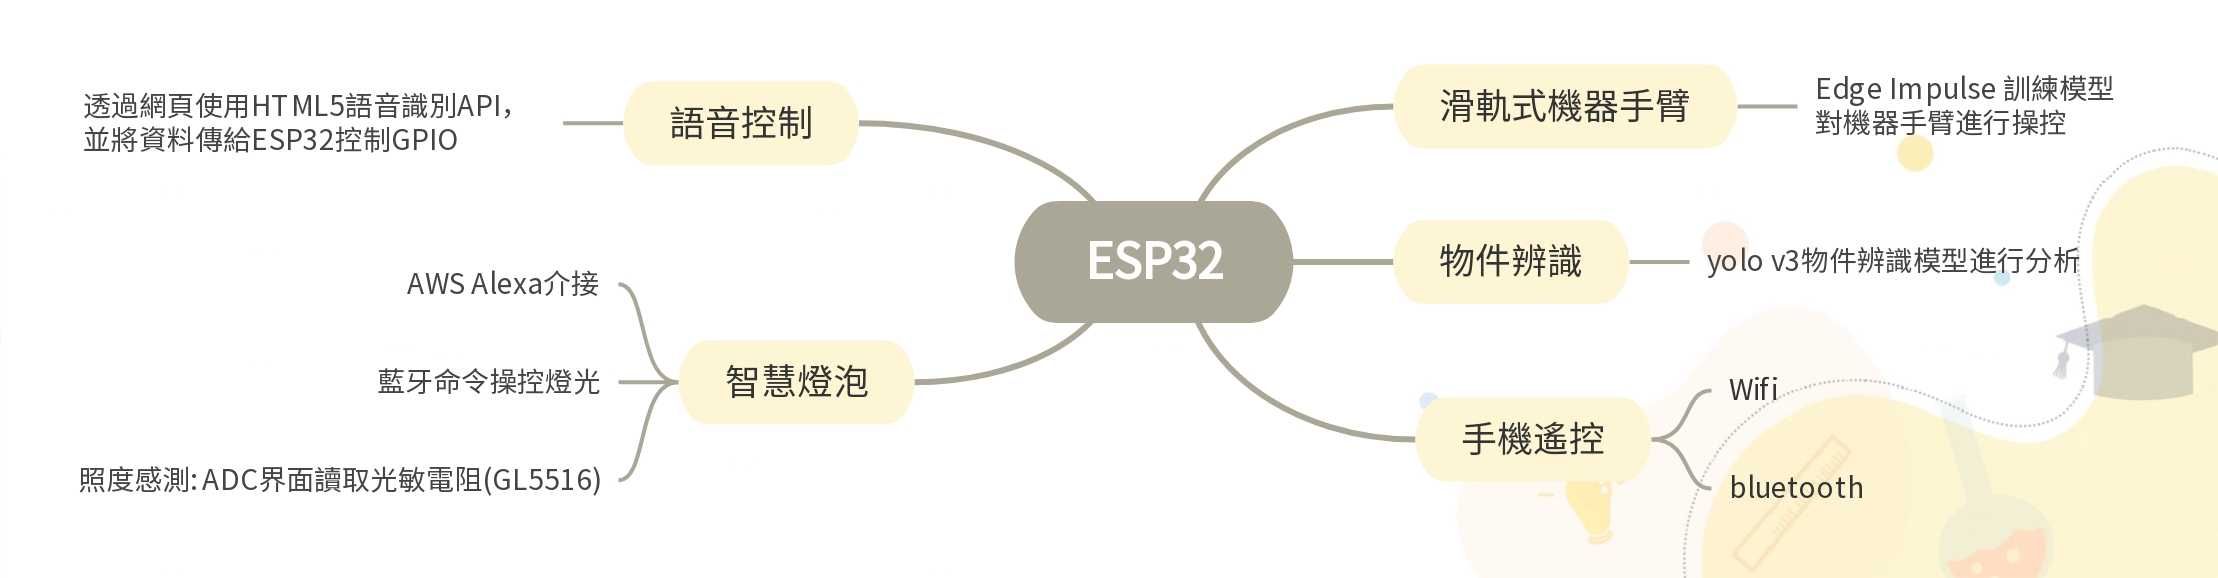 ESP32
語音控制
透過網頁使用HTML5語音識別API，
並將資料傳給ESP32控制GPIO
智慧燈泡
AWS Alexa介接
藍牙命令操控燈光
照度感測: ADC界面讀取光敏電阻(GL5516)
滑軌式機器手臂
Edge Impulse 訓練模型
對機器手臂進行操控
物件辨識
yolo v3物件辨識模型進行分析
手機遙控
Wifi
bluetooth